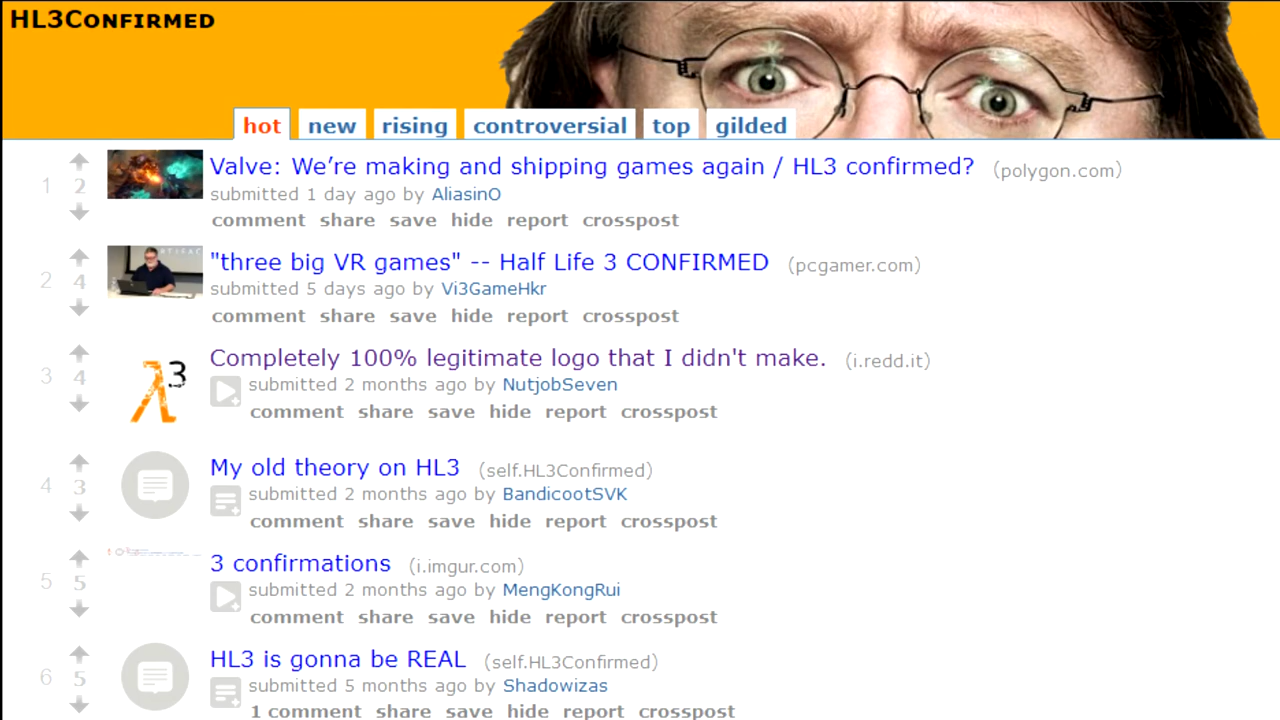 HL3Confirmed
hot new rising controversial top gilded
1 2 Valve: We’re making and shipping games again / HL3 confirmed? (polygon.com)
submitted 1 day ago by AliasinO
comment share save hide report crosspost
2 4 "three big VR games" -- Half Life 3 CONFIRMED (pcgamer.com)
submitted 5 days ago by Vi3GameHkr
comment share save hide report crosspost
3 4 Completely 100% legitimate logo that I didn't make. (i.redd.it)
λ3
submitted 2 months ago by NutjobSeven
comment share save hide report crosspost
4 3 My old theory on HL3 (self.HL3Confirmed)
submitted 2 months ago by BandicootSVK
comment share save hide report crosspost
5 5 3 confirmations (i.imgur.com)
submitted 2 months ago by MengKongRui
comment share save hide report crosspost
6 5 HL3 is gonna be REAL (self.HL3Confirmed)
submitted 5 months ago by Shadowizas
1 comment share save hide report crosspost